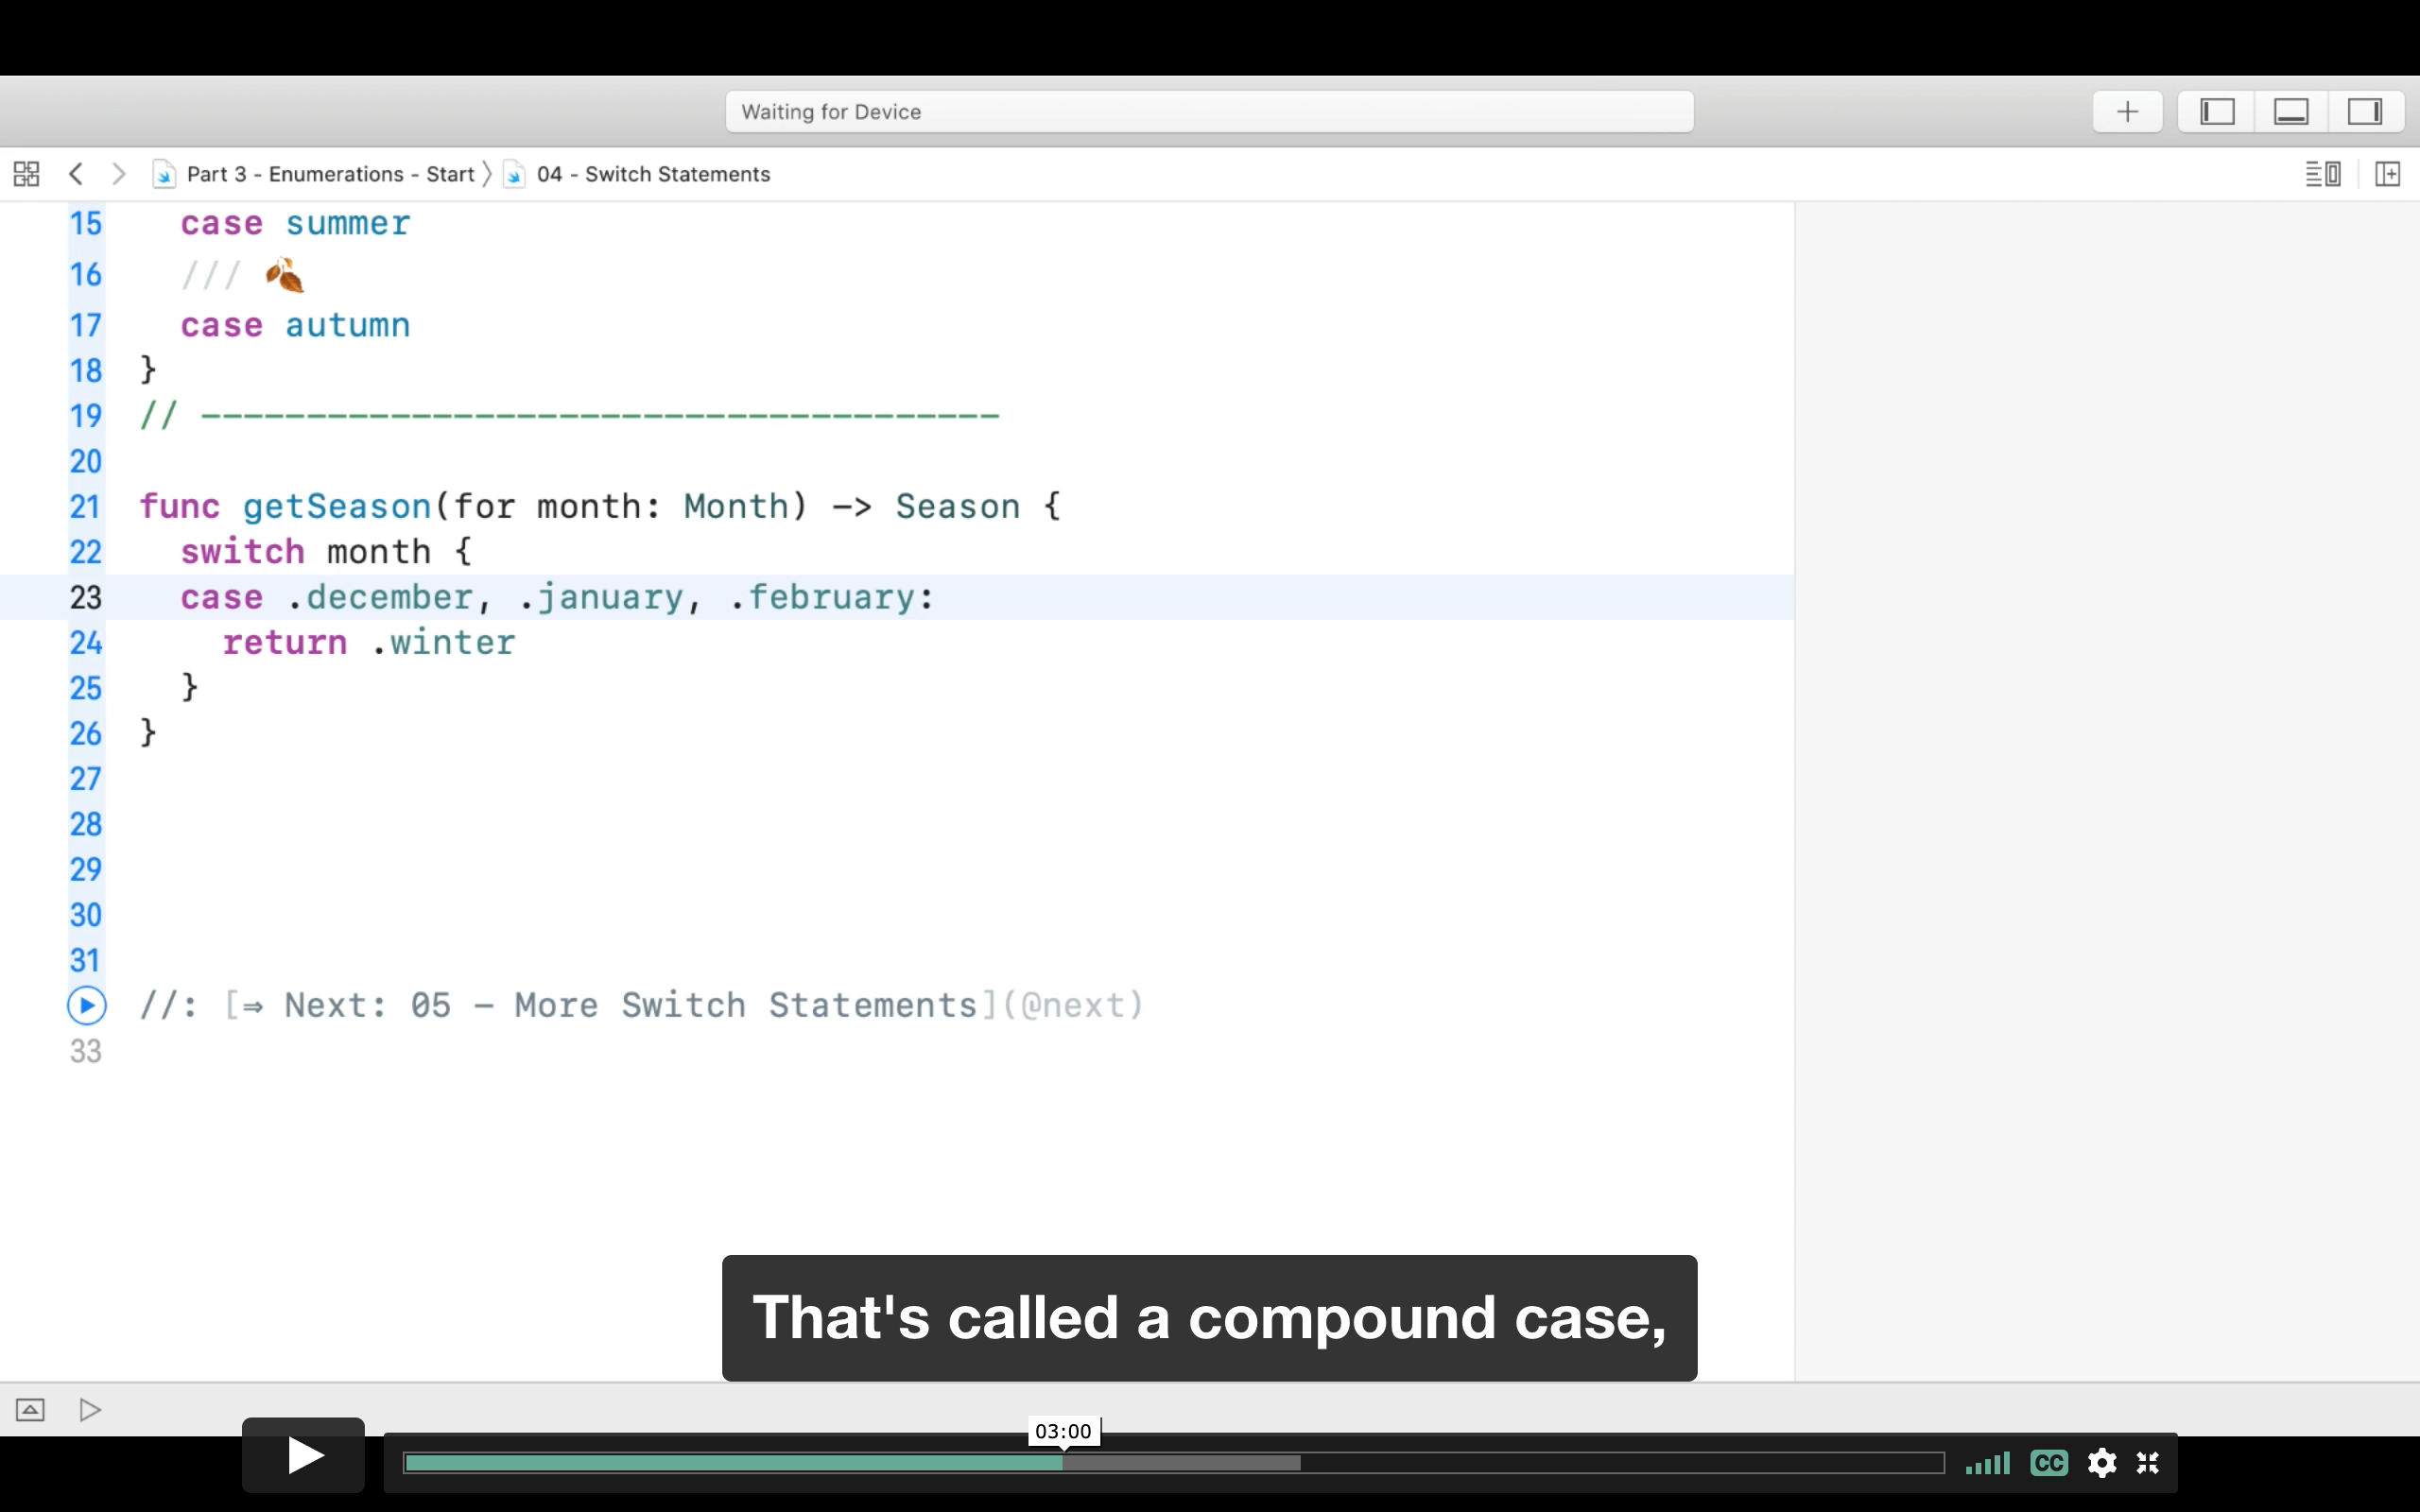 Waiting for Device
Part 3 - Enumerations - Start 〉 04 - Switch Statements
15 case summer
16 /// 🍂
17 case autumn
18 }
19 // --------------------------------------
20
21 func getSeason(for month: Month) -> Season {
22 switch month {
23 case .december, .january, .february:
24 return .winter
25 }
26 }
27
28
29
30
31
//: [⇒ Next: 05 - More Switch Statements](@next)
33
That's called a compound case,
03:00
CC